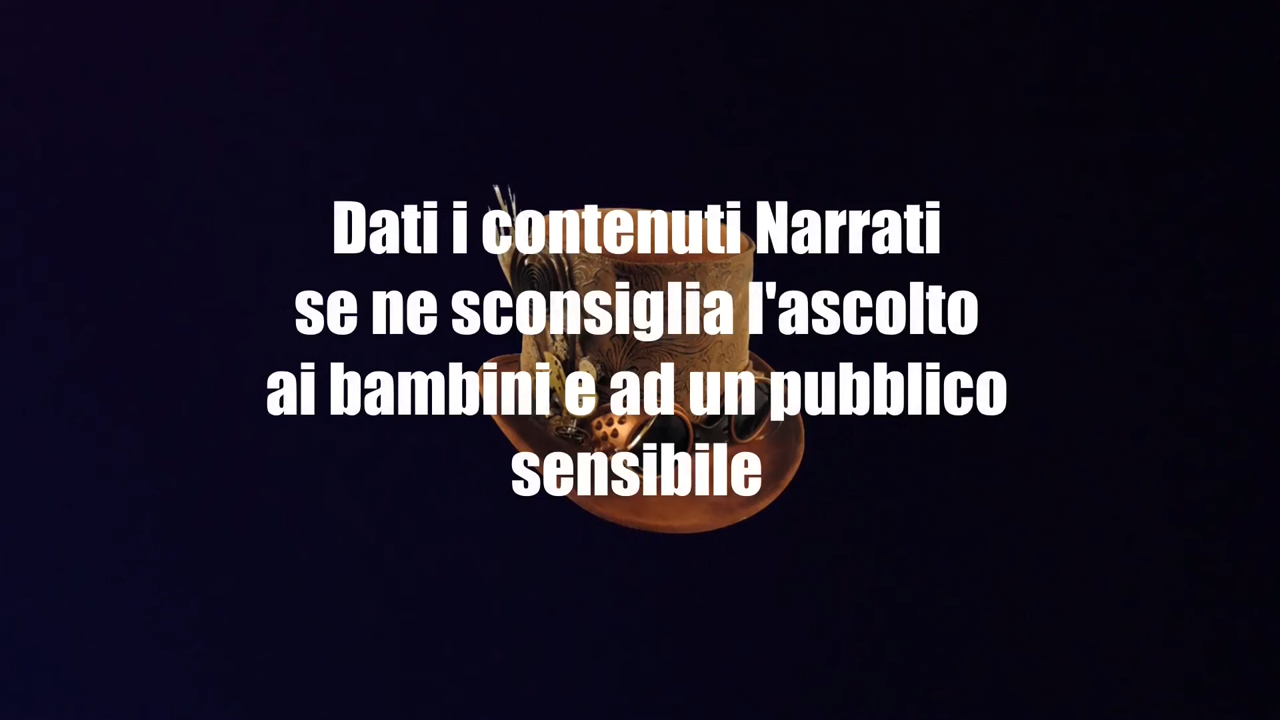 Dati i contenuti Narrati
se ne sconsiglia l'ascolto
ai bambini e ad un pubblico
sensibile